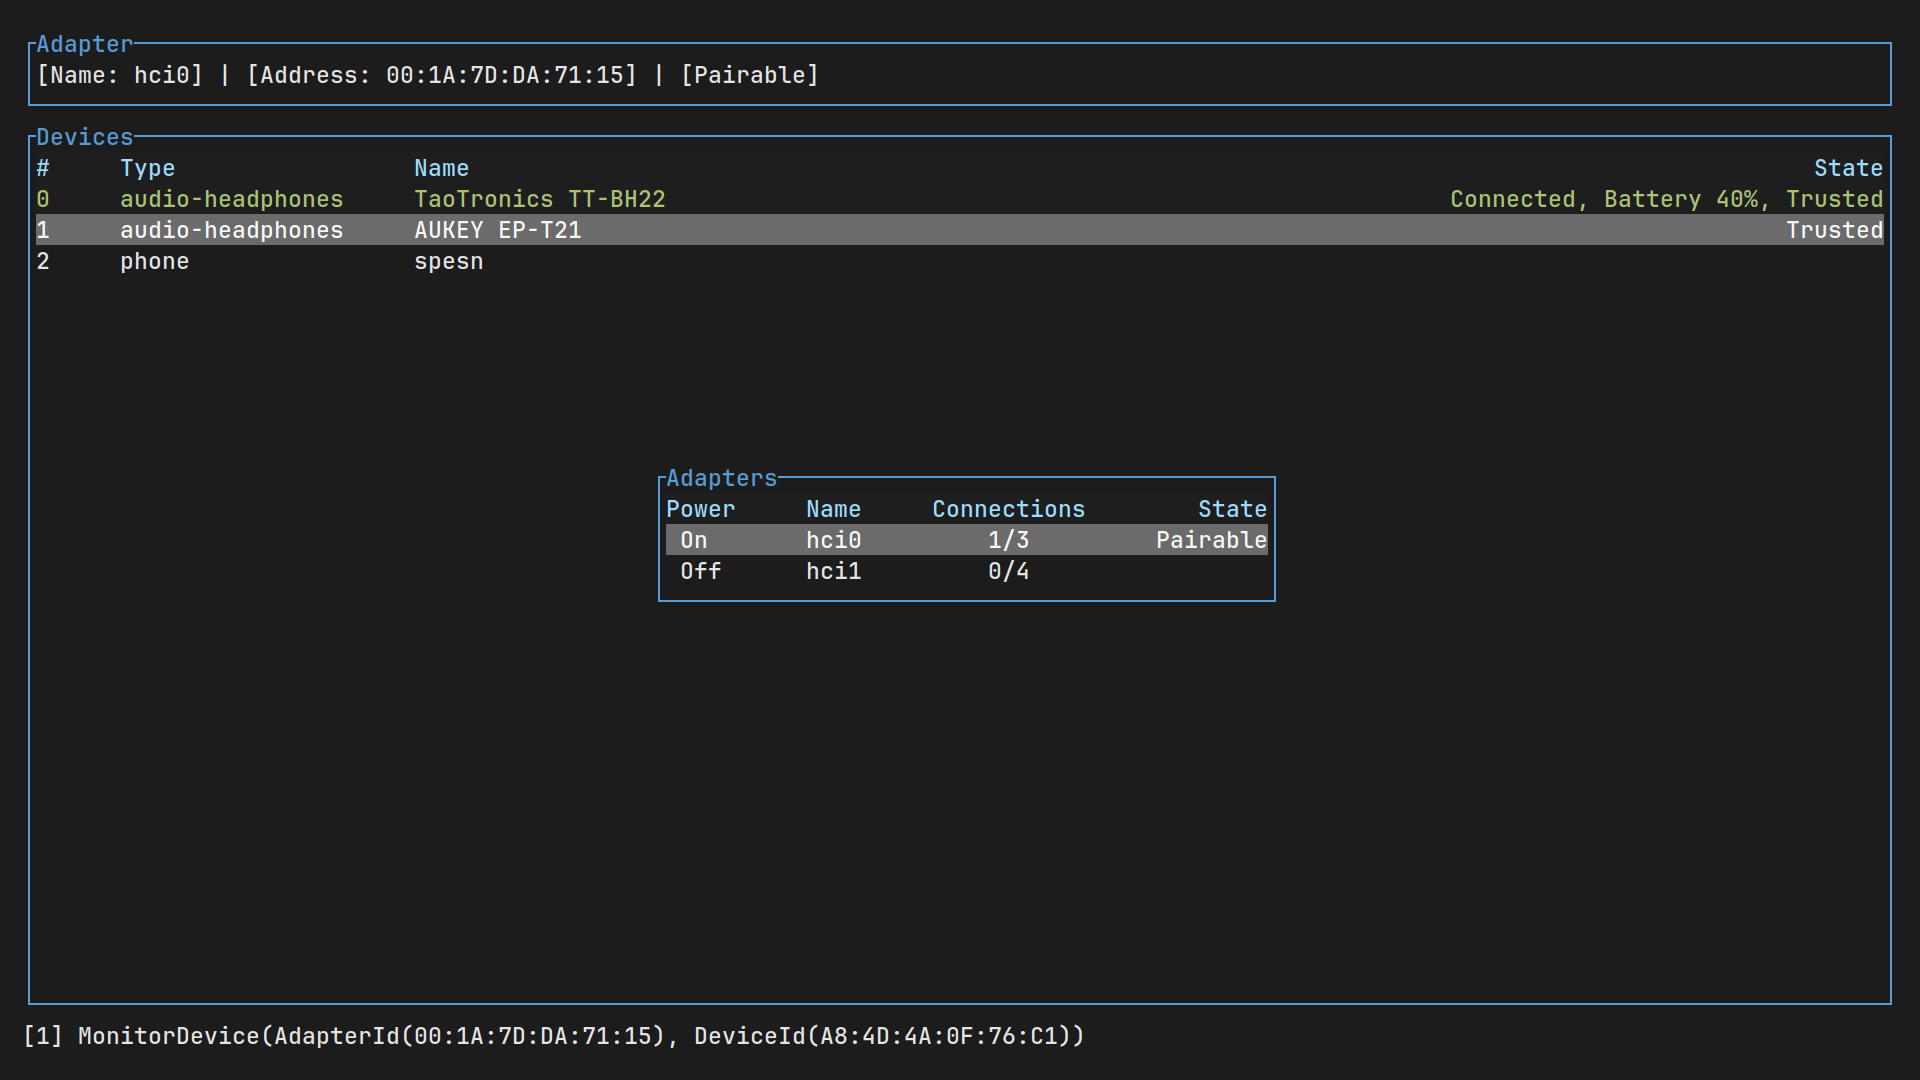 Adapter
[Name: hci0] | [Address: 00:1A:7D:DA:71:15] | [Pairable]
Devices
# Type Name State
0 audio-headphones TaoTronics TT-BH22 Connected, Battery 40%, Trusted
1 audio-headphones AUKEY EP-T21 Trusted
2 phone spesn
Adapters
Power Name Connections State
On hci0 1/3 Pairable
Off hci1 0/4
[1] MonitorDevice(AdapterId(00:1A:7D:DA:71:15), DeviceId(A8:4D:4A:0F:76:C1))